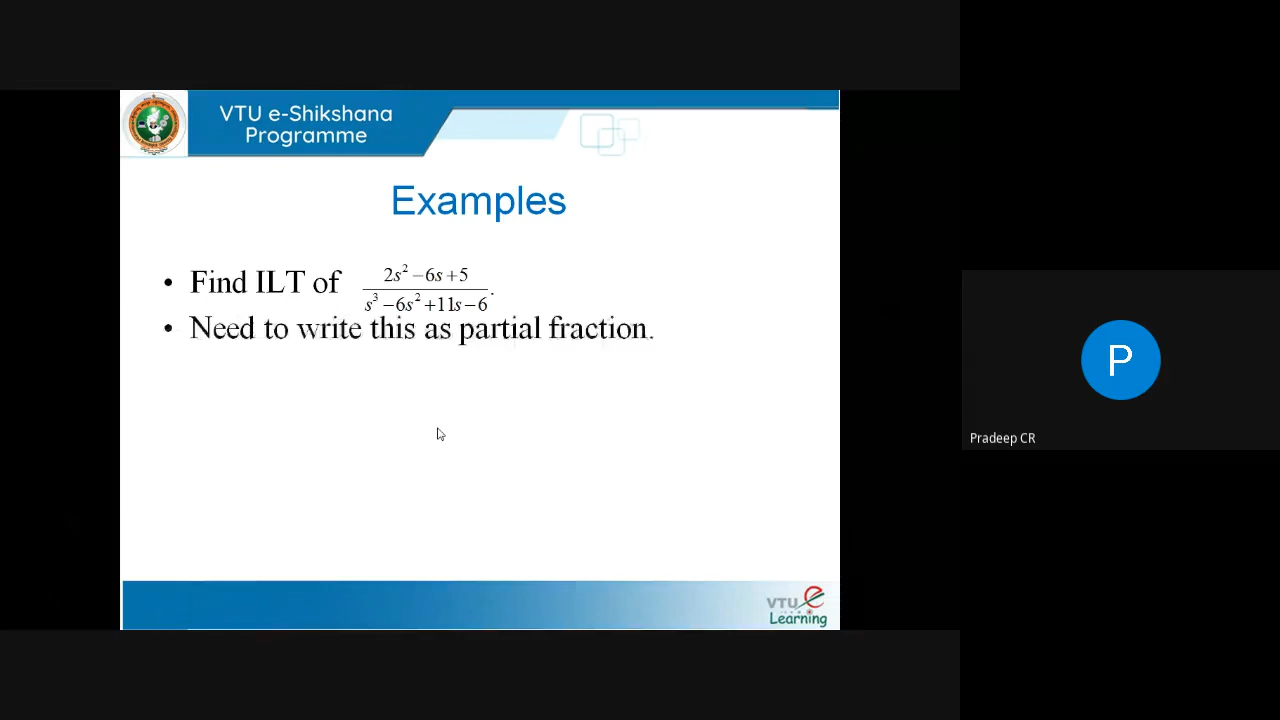 VTU e-Shikshana
Programme
Examples
• Find ILT of (2s² − 6s + 5)/(s³ − 6s² + 11s − 6).
• Need to write this as partial fraction.
P
Pradeep CR
VTU e
Learning